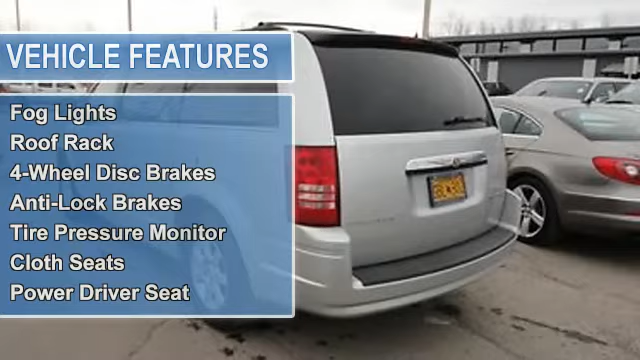 VEHICLE FEATURES
Fog Lights
Roof Rack
4-Wheel Disc Brakes
Anti-Lock Brakes
Tire Pressure Monitor
Cloth Seats
Power Driver Seat